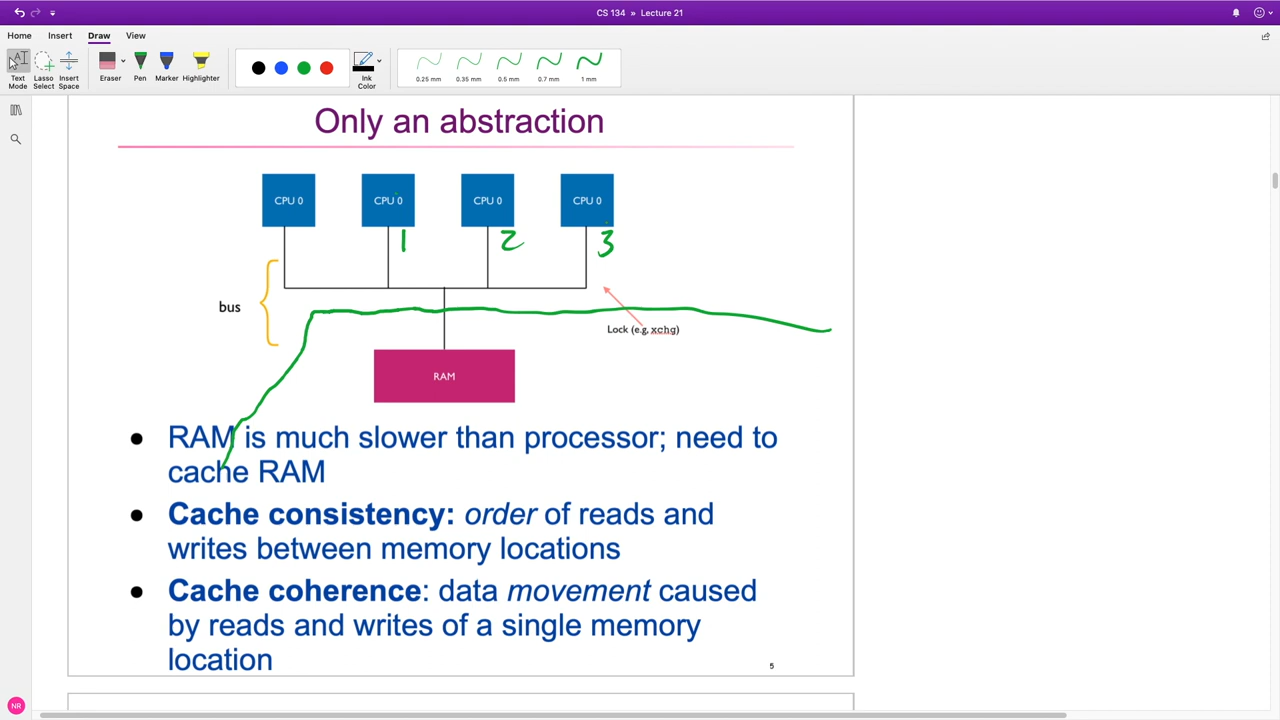 CS 134 » Lecture 21
Home Insert Draw View
Text Mode
Lasso Select
Insert Space
Eraser
Pen
Marker
Highlighter
Ink Color
0.25 mm
0.35 mm
0.5 mm
0.7 mm
1 mm
Only an abstraction
CPU 0 CPU 0 CPU 0 CPU 0
1 2 3
bus
Lock (e.g. xchg)
RAM
● RAM is much slower than processor; need to
cache RAM
● Cache consistency: order of reads and
writes between memory locations
● Cache coherence: data movement caused
by reads and writes of a single memory
location
5
NR